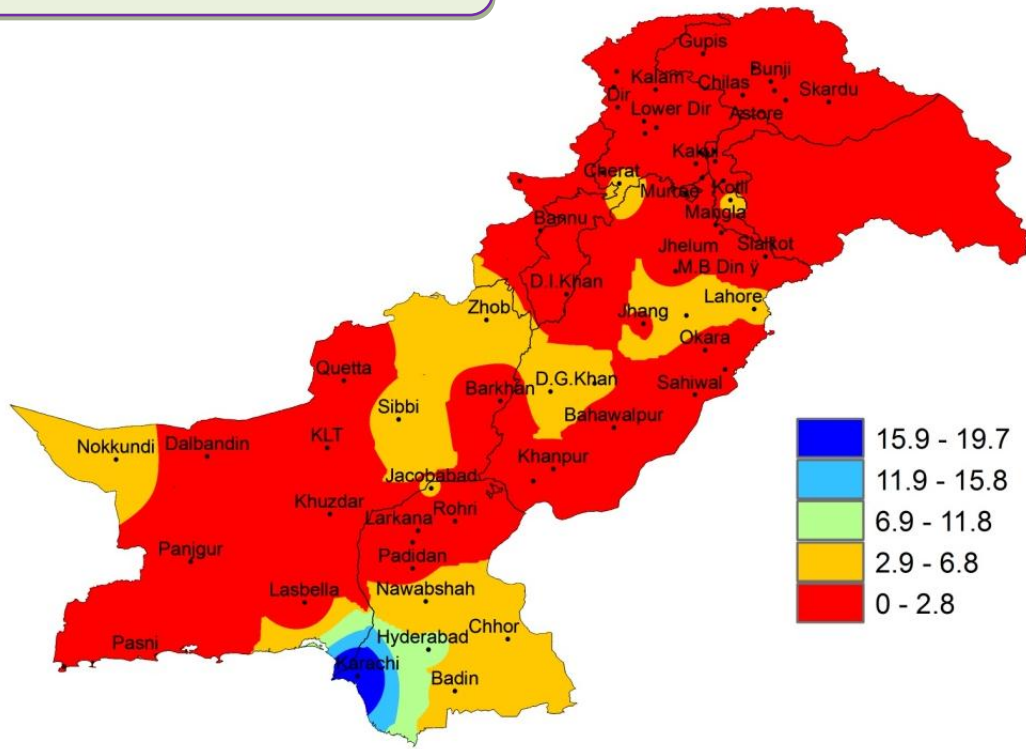 Gupis
Kalam
Chilas
Bunji
Skardu
Dir
Lower Dir
Astore
Cherat
Kotli
Mangla
Bannu
Jhelum
Sialkot
M.B Din ÿ
D.I.Khan
Lahore
Zhob
Jhang
Okara
Quetta
Barkhan
D.G.Khan
Sahiwal
Sibbi
Bahawalpur
Nokkundi
Dalbandin
KLT
Khanpur
Jacobabad
Khuzdar
Larkana
Rohri
Panjgur
Padidan
Lasbella
Nawabshah
Pasni
Hyderabad
Chhor
Karachi
Badin
15.9 - 19.7
11.9 - 15.8
6.9 - 11.8
2.9 - 6.8
0 - 2.8